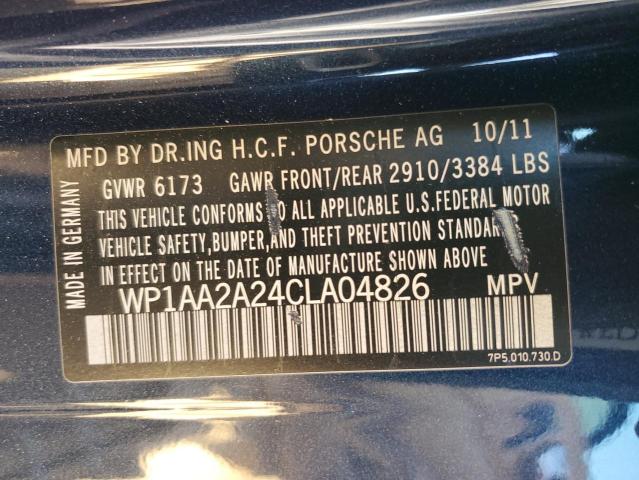 MFD BY DR.ING H.C.F. PORSCHE AG 10/11
GVWR 6173 GAWR FRONT/REAR 2910/3384 LBS
MADE IN GERMANY
THIS VEHICLE CONFORMS TO ALL APPLICABLE U.S.FEDERAL MOTOR
VEHICLE SAFETY,BUMPER,AND THEFT PREVENTION STANDARDS
IN EFFECT ON THE DATE OF MANUFACTURE SHOWN ABOVE.
WP1AA2A24CLA04826 MPV
7P5.010.730.D